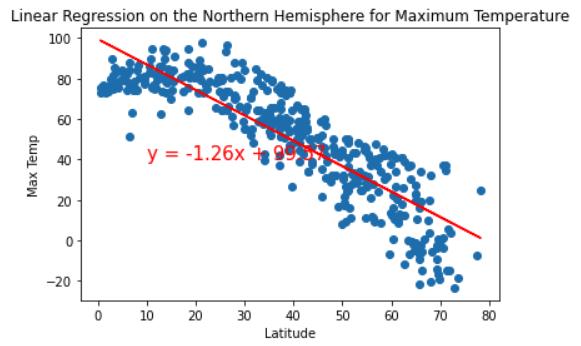 Linear Regression on the Northern Hemisphere for Maximum Temperature
Max Temp
100
80
60
40
20
0
−20
y = -1.26x +
0 10 20 30 40 50 60 70 80
Latitude